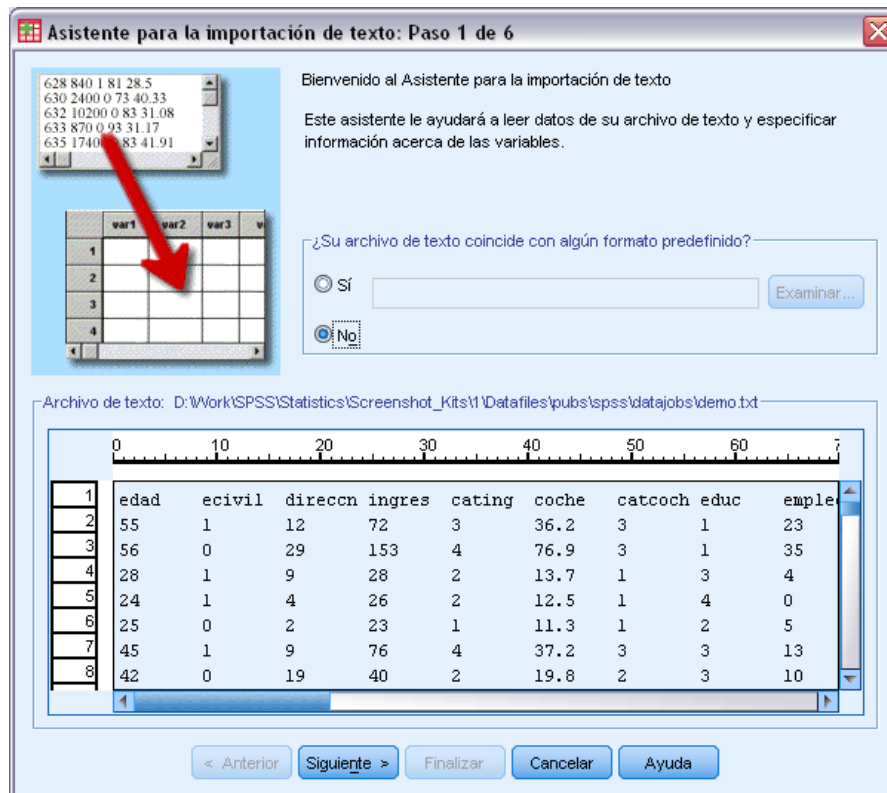 Asistente para la importación de texto: Paso 1 de 6
628 840 1 81 28.5
630 2400 0 73 40.33
632 10200 0 83 31.08
633 870 0 93 31.17
635 1740 83 41.91
var1 var2 var3 v
1
2
3
4
Bienvenido al Asistente para la importación de texto
Este asistente le ayudará a leer datos de su archivo de texto y especificar
información acerca de las variables.
¿Su archivo de texto coincide con algún formato predefinido?
Sí
Examinar...
No
Archivo de texto: D:\Work\SPSS\Statistics\Screenshot_Kits\1\Datafiles\pubs\spss\datajobs\demo.txt
0 10 20 30 40 50 60 7
1 edad ecivil direccn ingres cating coche catcoch educ emplec
2 55 1 12 72 3 36.2 3 1 23
3 56 0 29 153 4 76.9 3 1 35
4 28 1 9 28 2 13.7 1 3 4
5 24 1 4 26 2 12.5 1 4 0
6 25 0 2 23 1 11.3 1 2 5
7 45 1 9 76 4 37.2 3 3 13
8 42 0 19 40 2 19.8 2 3 10
< Anterior Siguiente > Finalizar Cancelar Ayuda